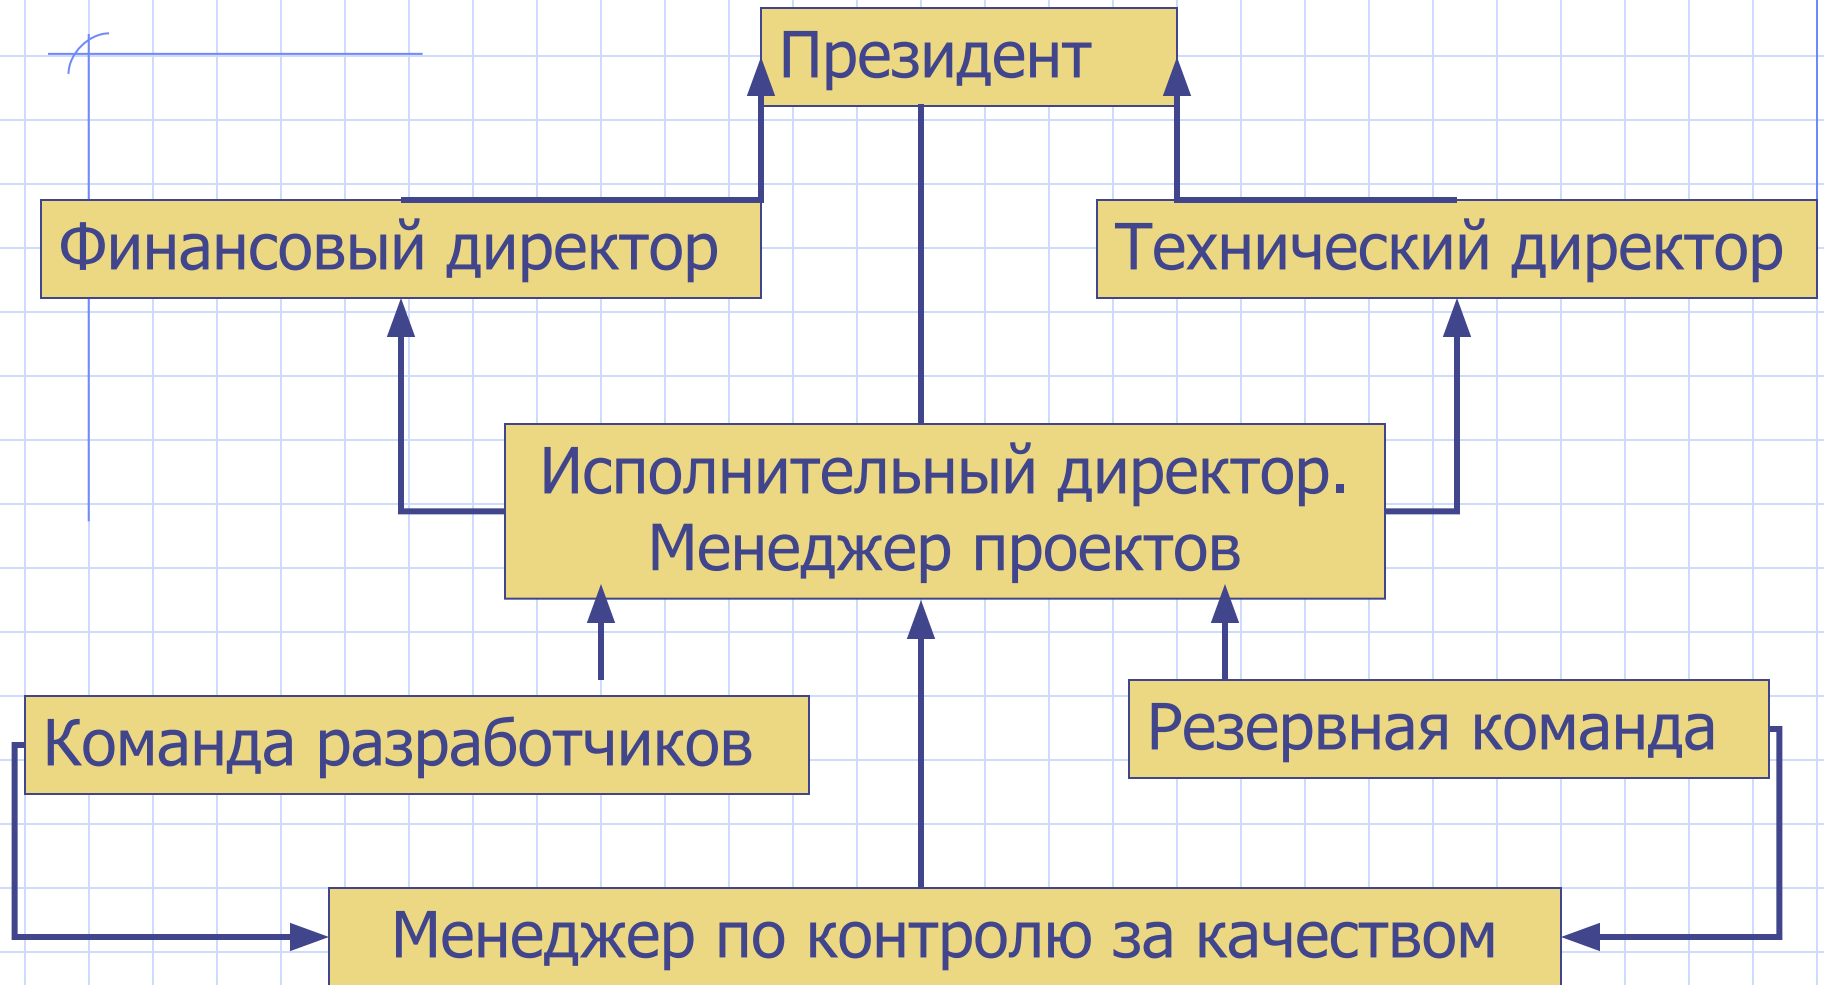 Президент
Финансовый директор
Технический директор
Исполнительный директор.
Менеджер проектов
Команда разработчиков
Резервная команда
Менеджер по контролю за качеством